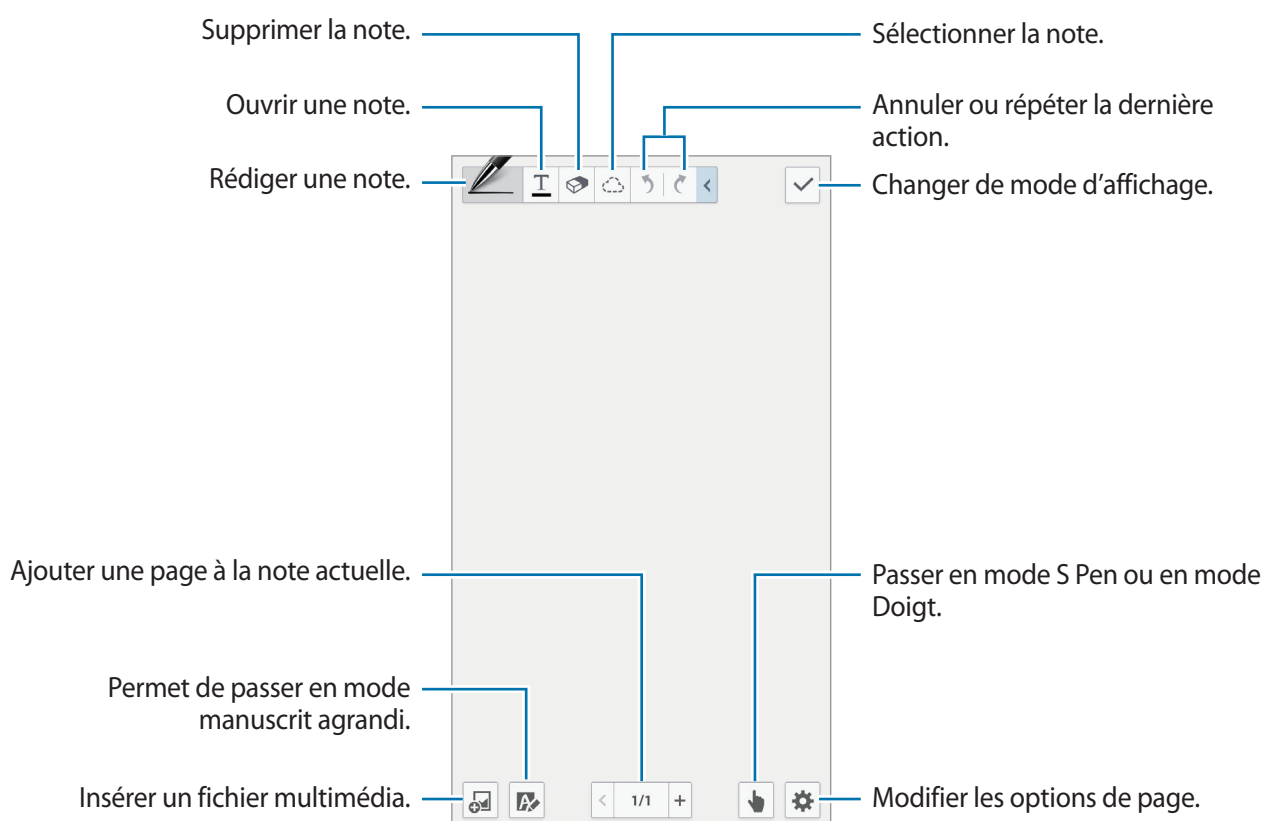 Supprimer la note.
Sélectionner la note.
Ouvrir une note.
Annuler ou répéter la dernière
action.
Rédiger une note.
T
Changer de mode d'affichage.
Ajouter une page à la note actuelle.
Passer en mode S Pen ou en mode
Doigt.
Permet de passer en mode
manuscrit agrandi.
Insérer un fichier multimédia.
A
1/1
Modifier les options de page.